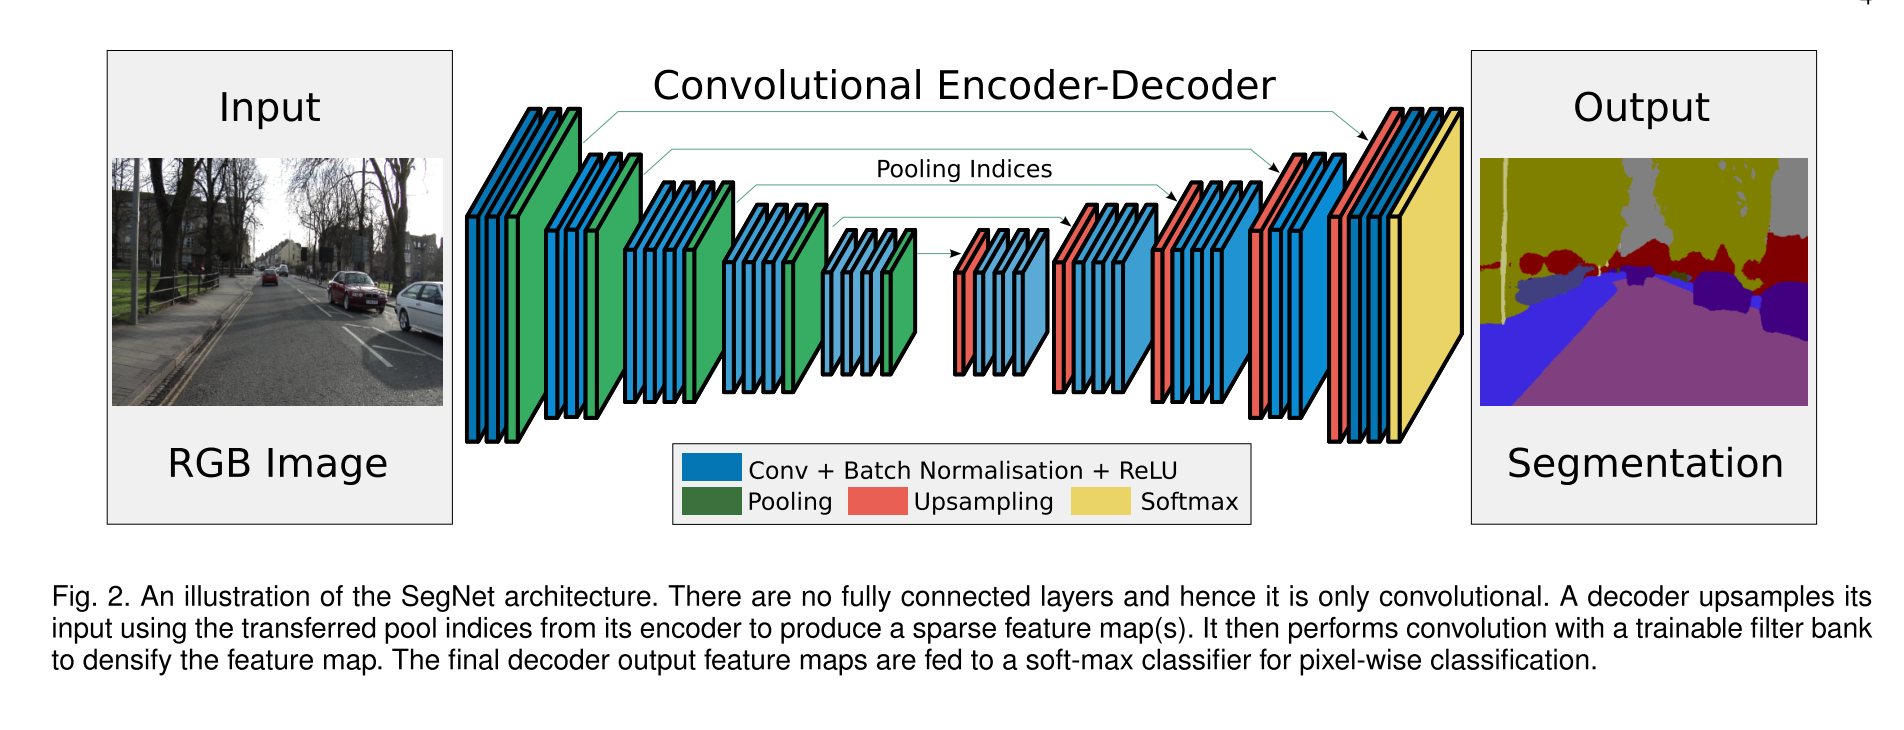 Convolutional Encoder-Decoder
Input
Output
Pooling Indices
RGB Image
Segmentation
Conv + Batch Normalisation + ReLU
Pooling Upsampling Softmax
Fig. 2. An illustration of the SegNet architecture. There are no fully connected layers and hence it is only convolutional. A decoder upsamples its
input using the transferred pool indices from its encoder to produce a sparse feature map(s). It then performs convolution with a trainable filter bank
to densify the feature map. The final decoder output feature maps are fed to a soft-max classifier for pixel-wise classification.